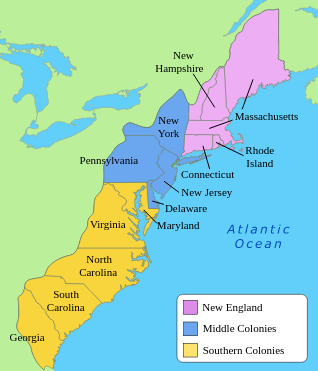 New
Hampshire
Massachusetts
New
York
Rhode
Island
Pennsylvania
Connecticut
New Jersey
Delaware
Maryland
Virginia
Atlantic
Ocean
North
Carolina
South
Carolina
Georgia
New England
Middle Colonies
Southern Colonies